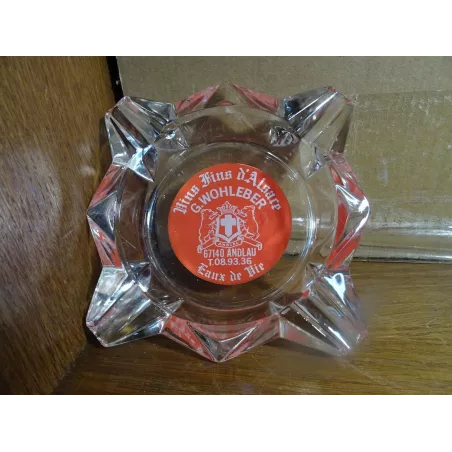 Vins Fins d'Alsace
G. WOHLEBER
67140 ANDLAU
T.08.93.36
Eaux de Vie